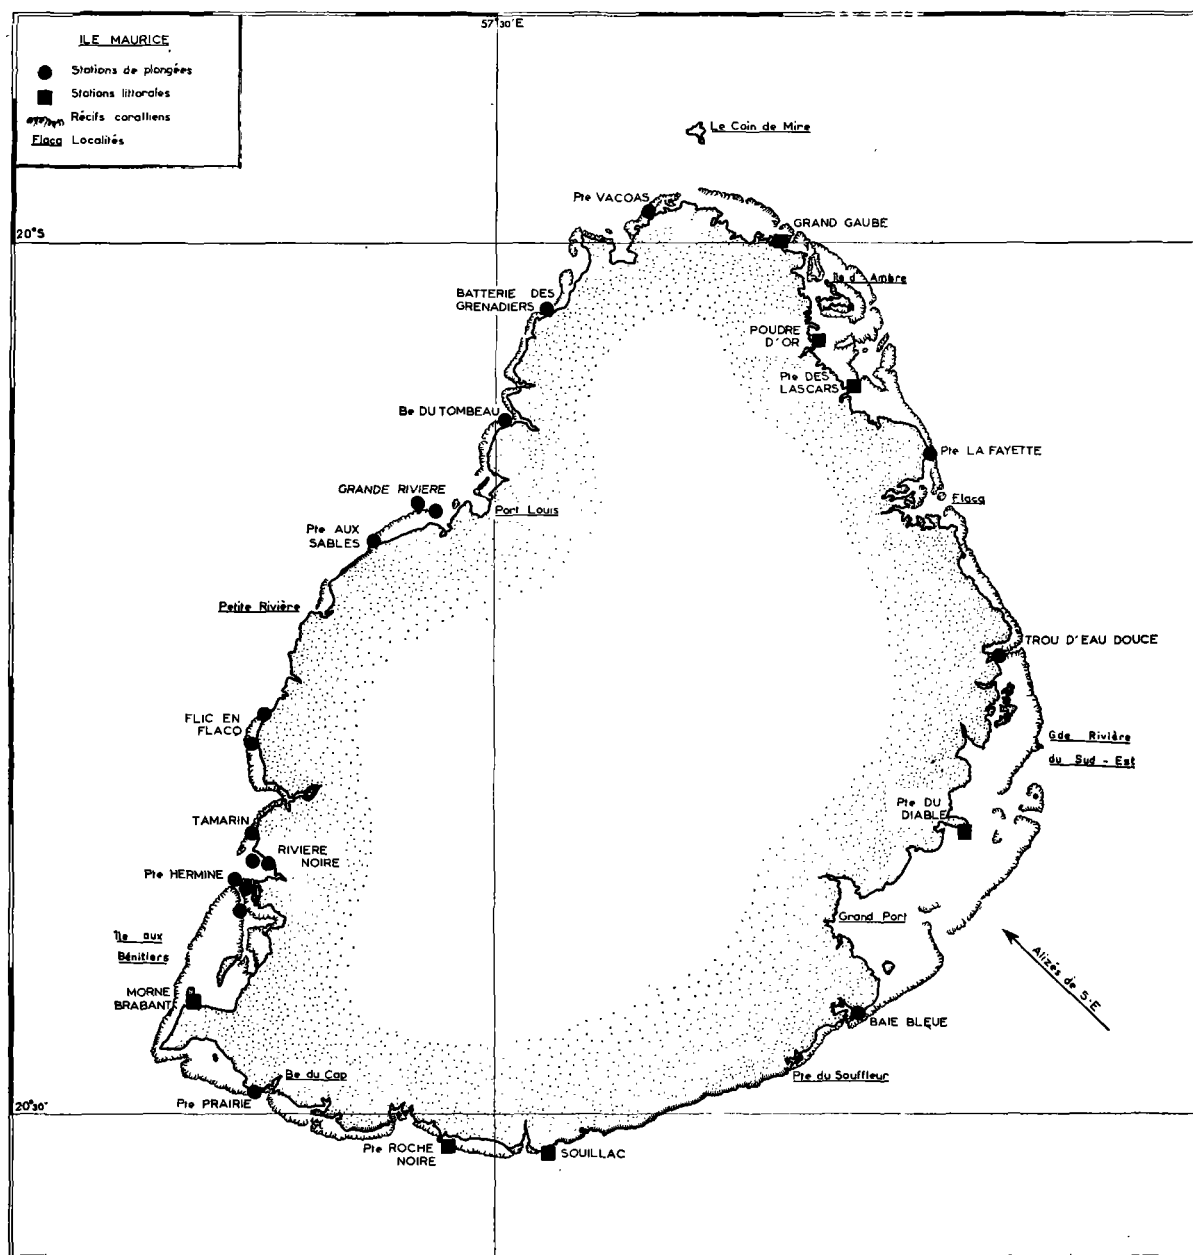 57°30'E
ILE MAURICE
Stations de plongées
Stations littorales
Récifs coralliens
Flacq Localités
Le Coin de Mire
Pte VACOAS
GRAND GAUBE
20°S
Ile d'Ambre
BATTERIE DES
GRENADIERS
POUDRE
D'OR
Pte DES
LASCARS
Be DU TOMBEAU
Pte LA FAYETTE
GRANDE RIVIERE
Flacq
Port Louis
Pte AUX
SABLES
Petite Rivière
TROU D'EAU DOUCE
FLIC EN
FLACQ
Gde Rivière
du Sud-Est
Pte DU
DIABLE
TAMARIN
RIVIERE
NOIRE
Pte HERMINE
Grand Port
Ile aux
Bénitiers
Alizés de S.E
MORNE
BRABANT
BAIE BLEUE
Be du Cap
Pte du Souffleur
Pte PRAIRIE
20°30'
Pte ROCHE
NOIRE
SOUILLAC